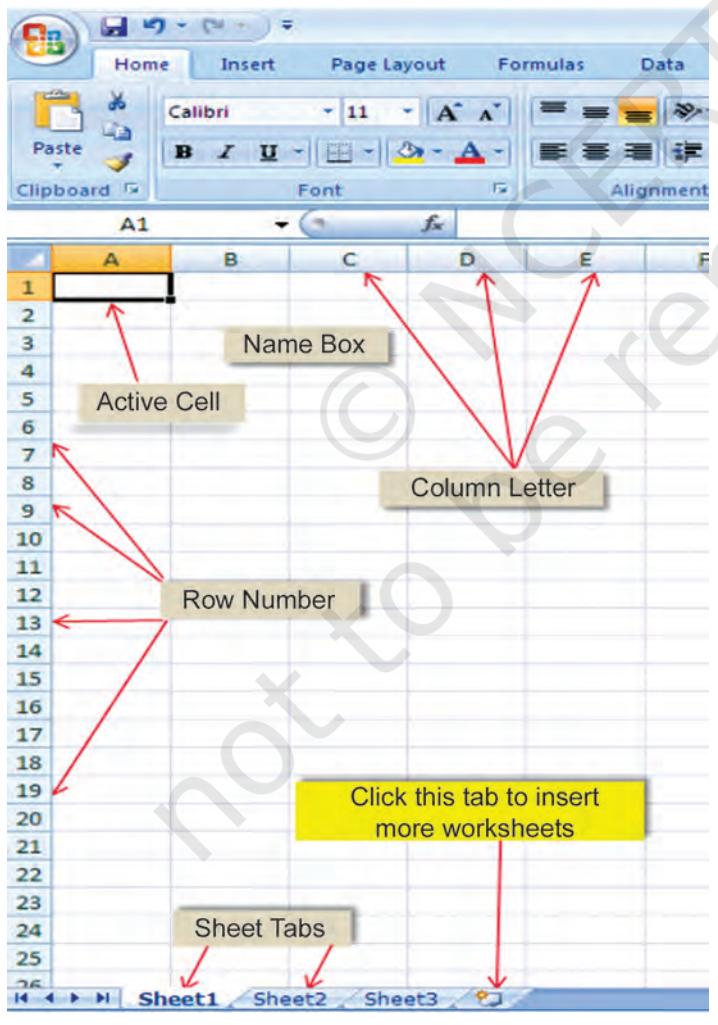 Home Insert Page Layout Formulas Data
Calibri 11 A A
Paste B I U A
Clipboard Font Alignment
A1 fx
A B C D E F
1
2
3 Name Box
4
5 Active Cell
6
7
8 Column Letter
9
10
11
12 Row Number
13
14
15
16
17
18
19 Click this tab to insert
20 more worksheets
21
22
23
24 Sheet Tabs
25
26
Sheet1 Sheet2 Sheet3
© NCERT
not to be re